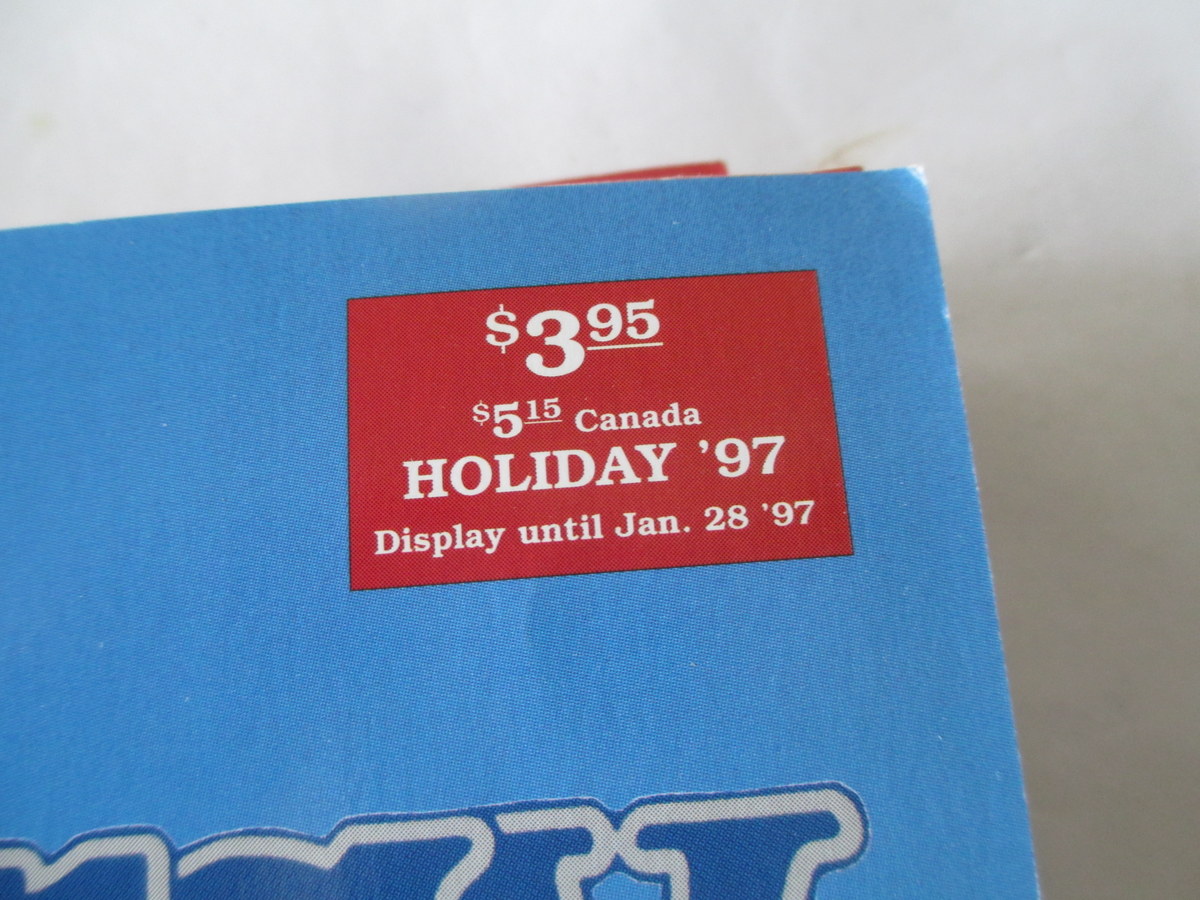 $3.95
$5.15 Canada
HOLIDAY ’97
Display until Jan. 28 ’97